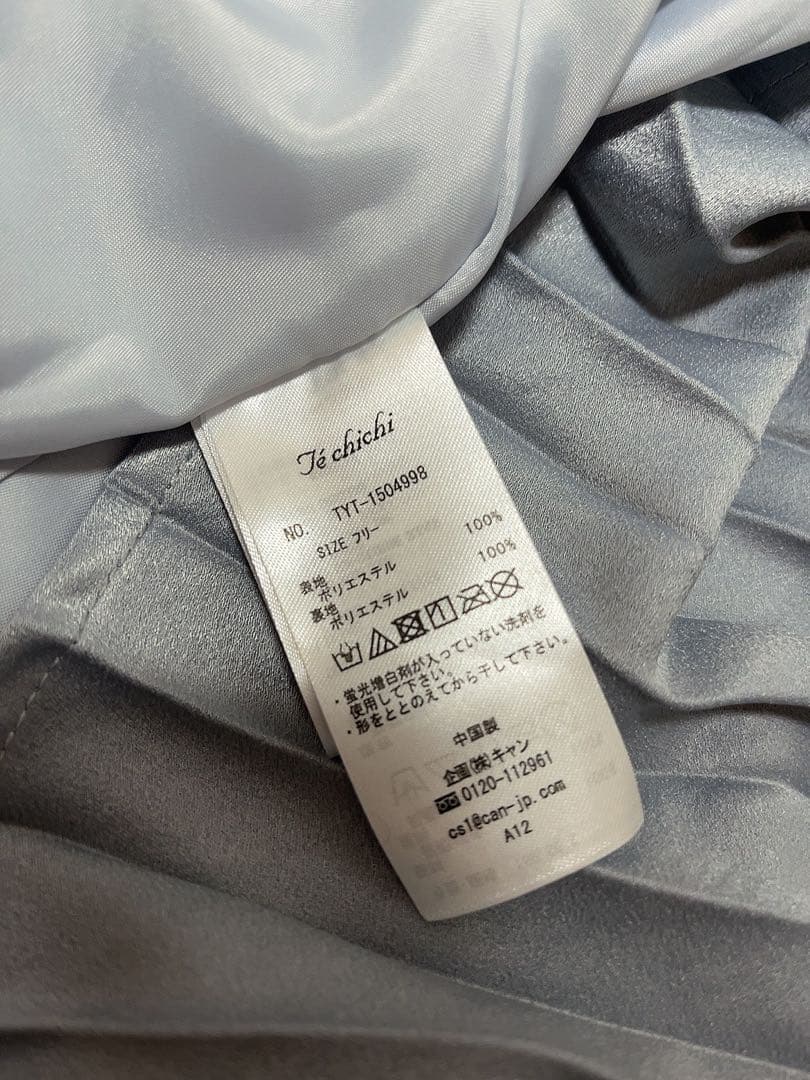 Té chichi
NO. TYT-1504998
SIZE フリー
表地
ポリエステル 100%
裏地
ポリエステル 100%
・蛍光増白剤が入っていない洗剤を
使用して下さい。
・形をととのえてから干して下さい。
中国製
企画(株)キャン
0120-112961
cs1@can-jp.com
A12